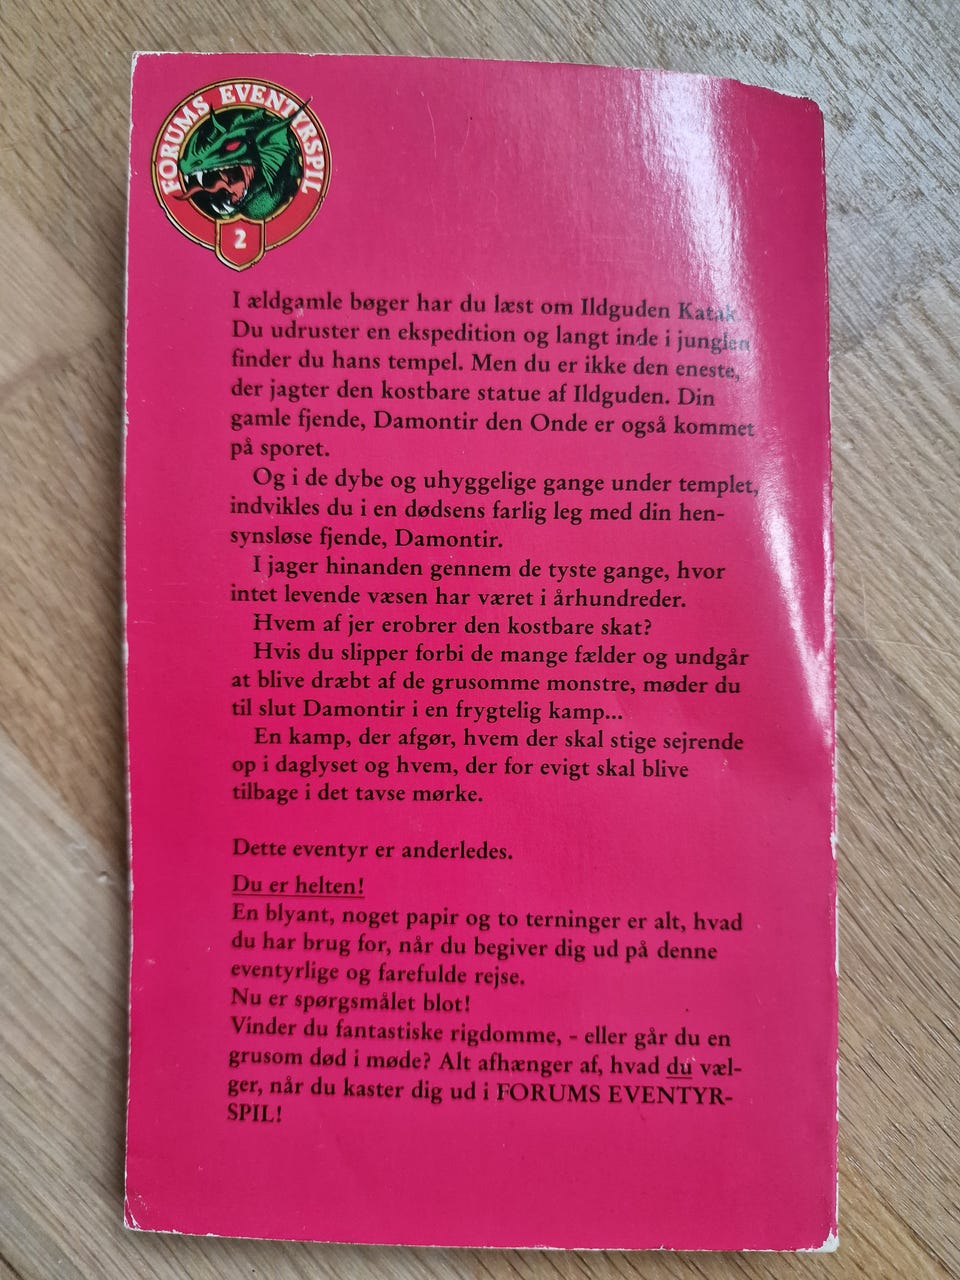 FORUMS EVENTYRSPIL
2
I ældgamle bøger har du læst om Ildguden Katak.
Du udruster en ekspedition og langt inde i junglen
finder du hans tempel. Men du er ikke den eneste,
der jagter den kostbare statue af Ildguden. Din
gamle fjende, Damontir den Onde er også kommet
på sporet.
Og i de dybe og uhyggelige gange under templet,
indvikles du i en dødsens farlig leg med din hen-
synsløse fjende, Damontir.
I jager hinanden gennem de tyste gange, hvor
intet levende væsen har været i århundreder.
Hvem af jer erobrer den kostbare skat?
Hvis du slipper forbi de mange fælder og undgår
at blive dræbt af de grusomme monstre, møder du
til slut Damontir i en frygtelig kamp...
En kamp, der afgør, hvem der skal stige sejrende
op i daglyset og hvem, der for evigt skal blive
tilbage i det tavse mørke.
Dette eventyr er anderledes.
Du er helten!
En blyant, noget papir og to terninger er alt, hvad
du har brug for, når du begiver dig ud på denne
eventyrlige og farefulde rejse.
Nu er spørgsmålet blot!
Vinder du fantastiske rigdomme, - eller går du en
grusom død i møde? Alt afhænger af, hvad du væl-
ger, når du kaster dig ud i FORUMS EVENTYR-
SPIL!